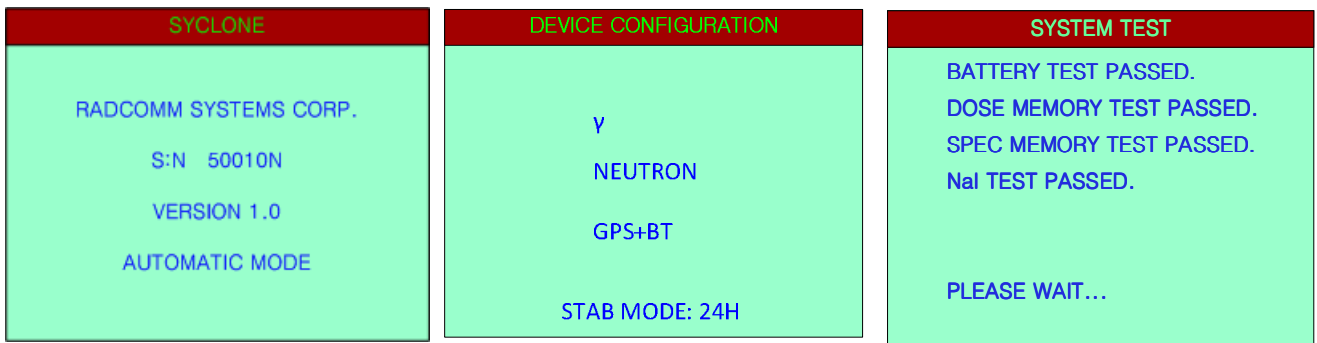 SYCLONE
RADCOMM SYSTEMS CORP.
S:N 50010N
VERSION 1.0
AUTOMATIC MODE
DEVICE CONFIGURATION
γ
NEUTRON
GPS+BT
STAB MODE: 24H
SYSTEM TEST
BATTERY TEST PASSED.
DOSE MEMORY TEST PASSED.
SPEC MEMORY TEST PASSED.
NaI TEST PASSED.
PLEASE WAIT...